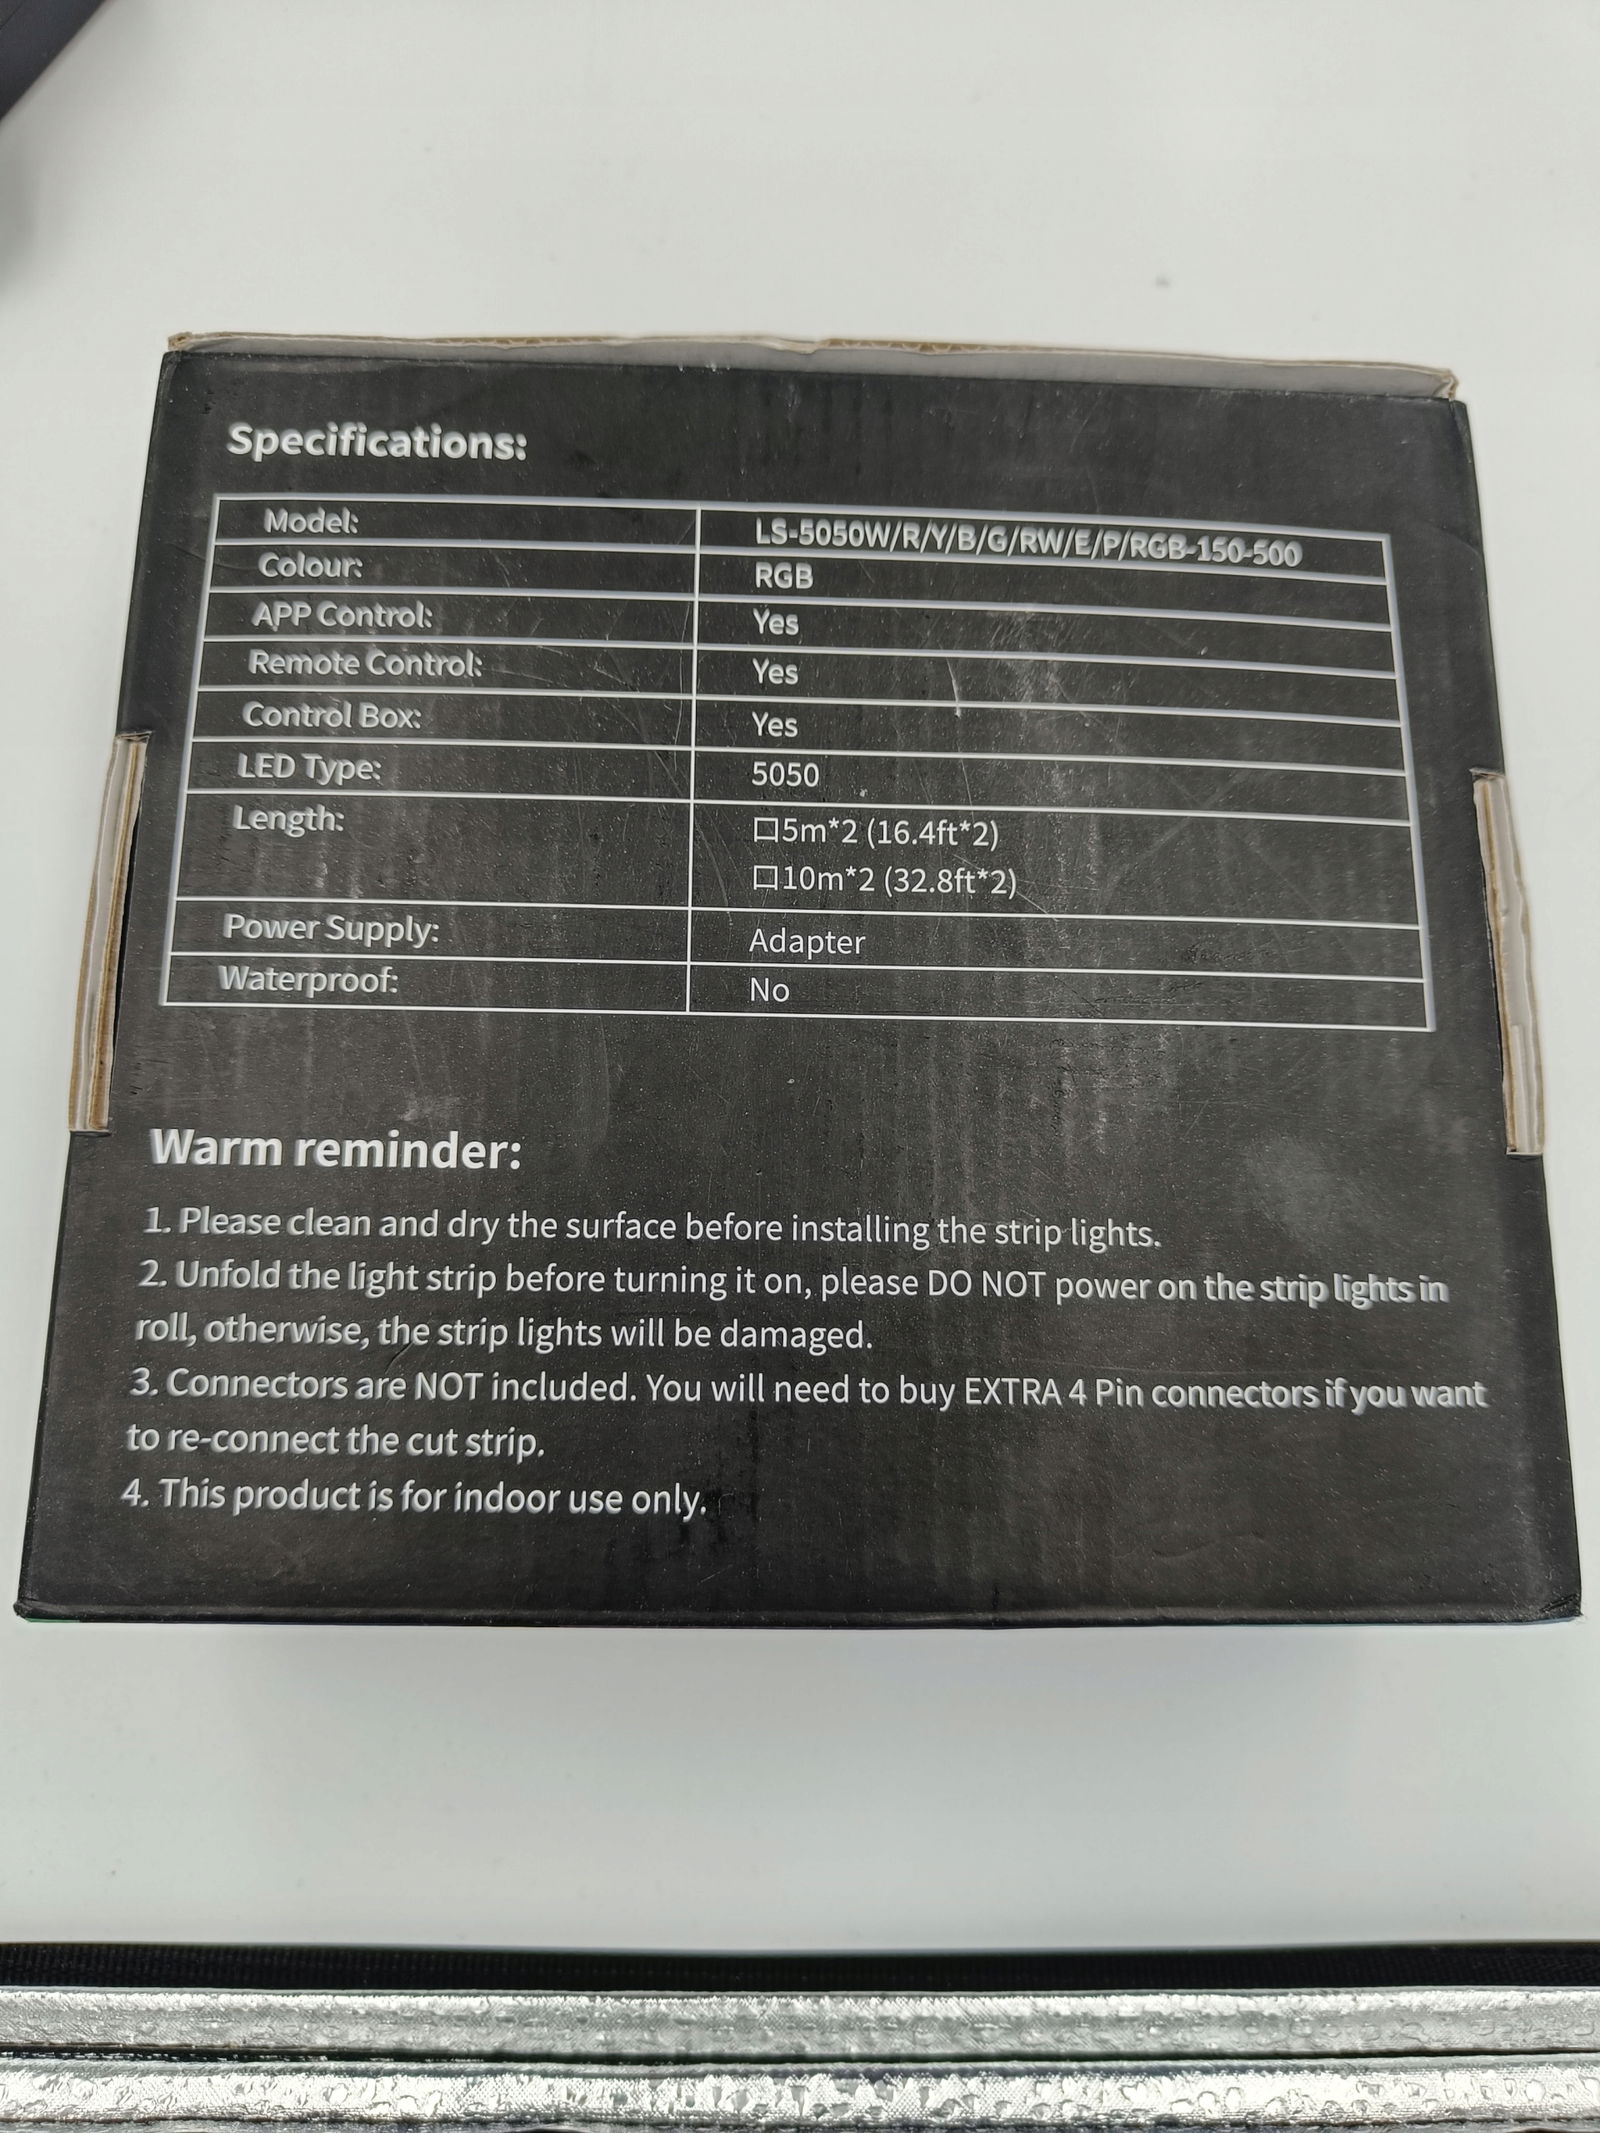 Specifications:
Model: LS-5050W/R/Y/B/G/RW/E/P/RGB-150-500
Colour: RGB
APP Control: Yes
Remote Control: Yes
Control Box: Yes
LED Type: 5050
Length: □5m*2 (16.4ft*2)
□10m*2 (32.8ft*2)
Power Supply: Adapter
Waterproof: No
Warm reminder:
1. Please clean and dry the surface before installing the strip lights.
2. Unfold the light strip before turning it on, please DO NOT power on the strip lights in
roll, otherwise, the strip lights will be damaged.
3. Connectors are NOT included. You will need to buy EXTRA 4 Pin connectors if you want
to re-connect the cut strip.
4. This product is for indoor use only.